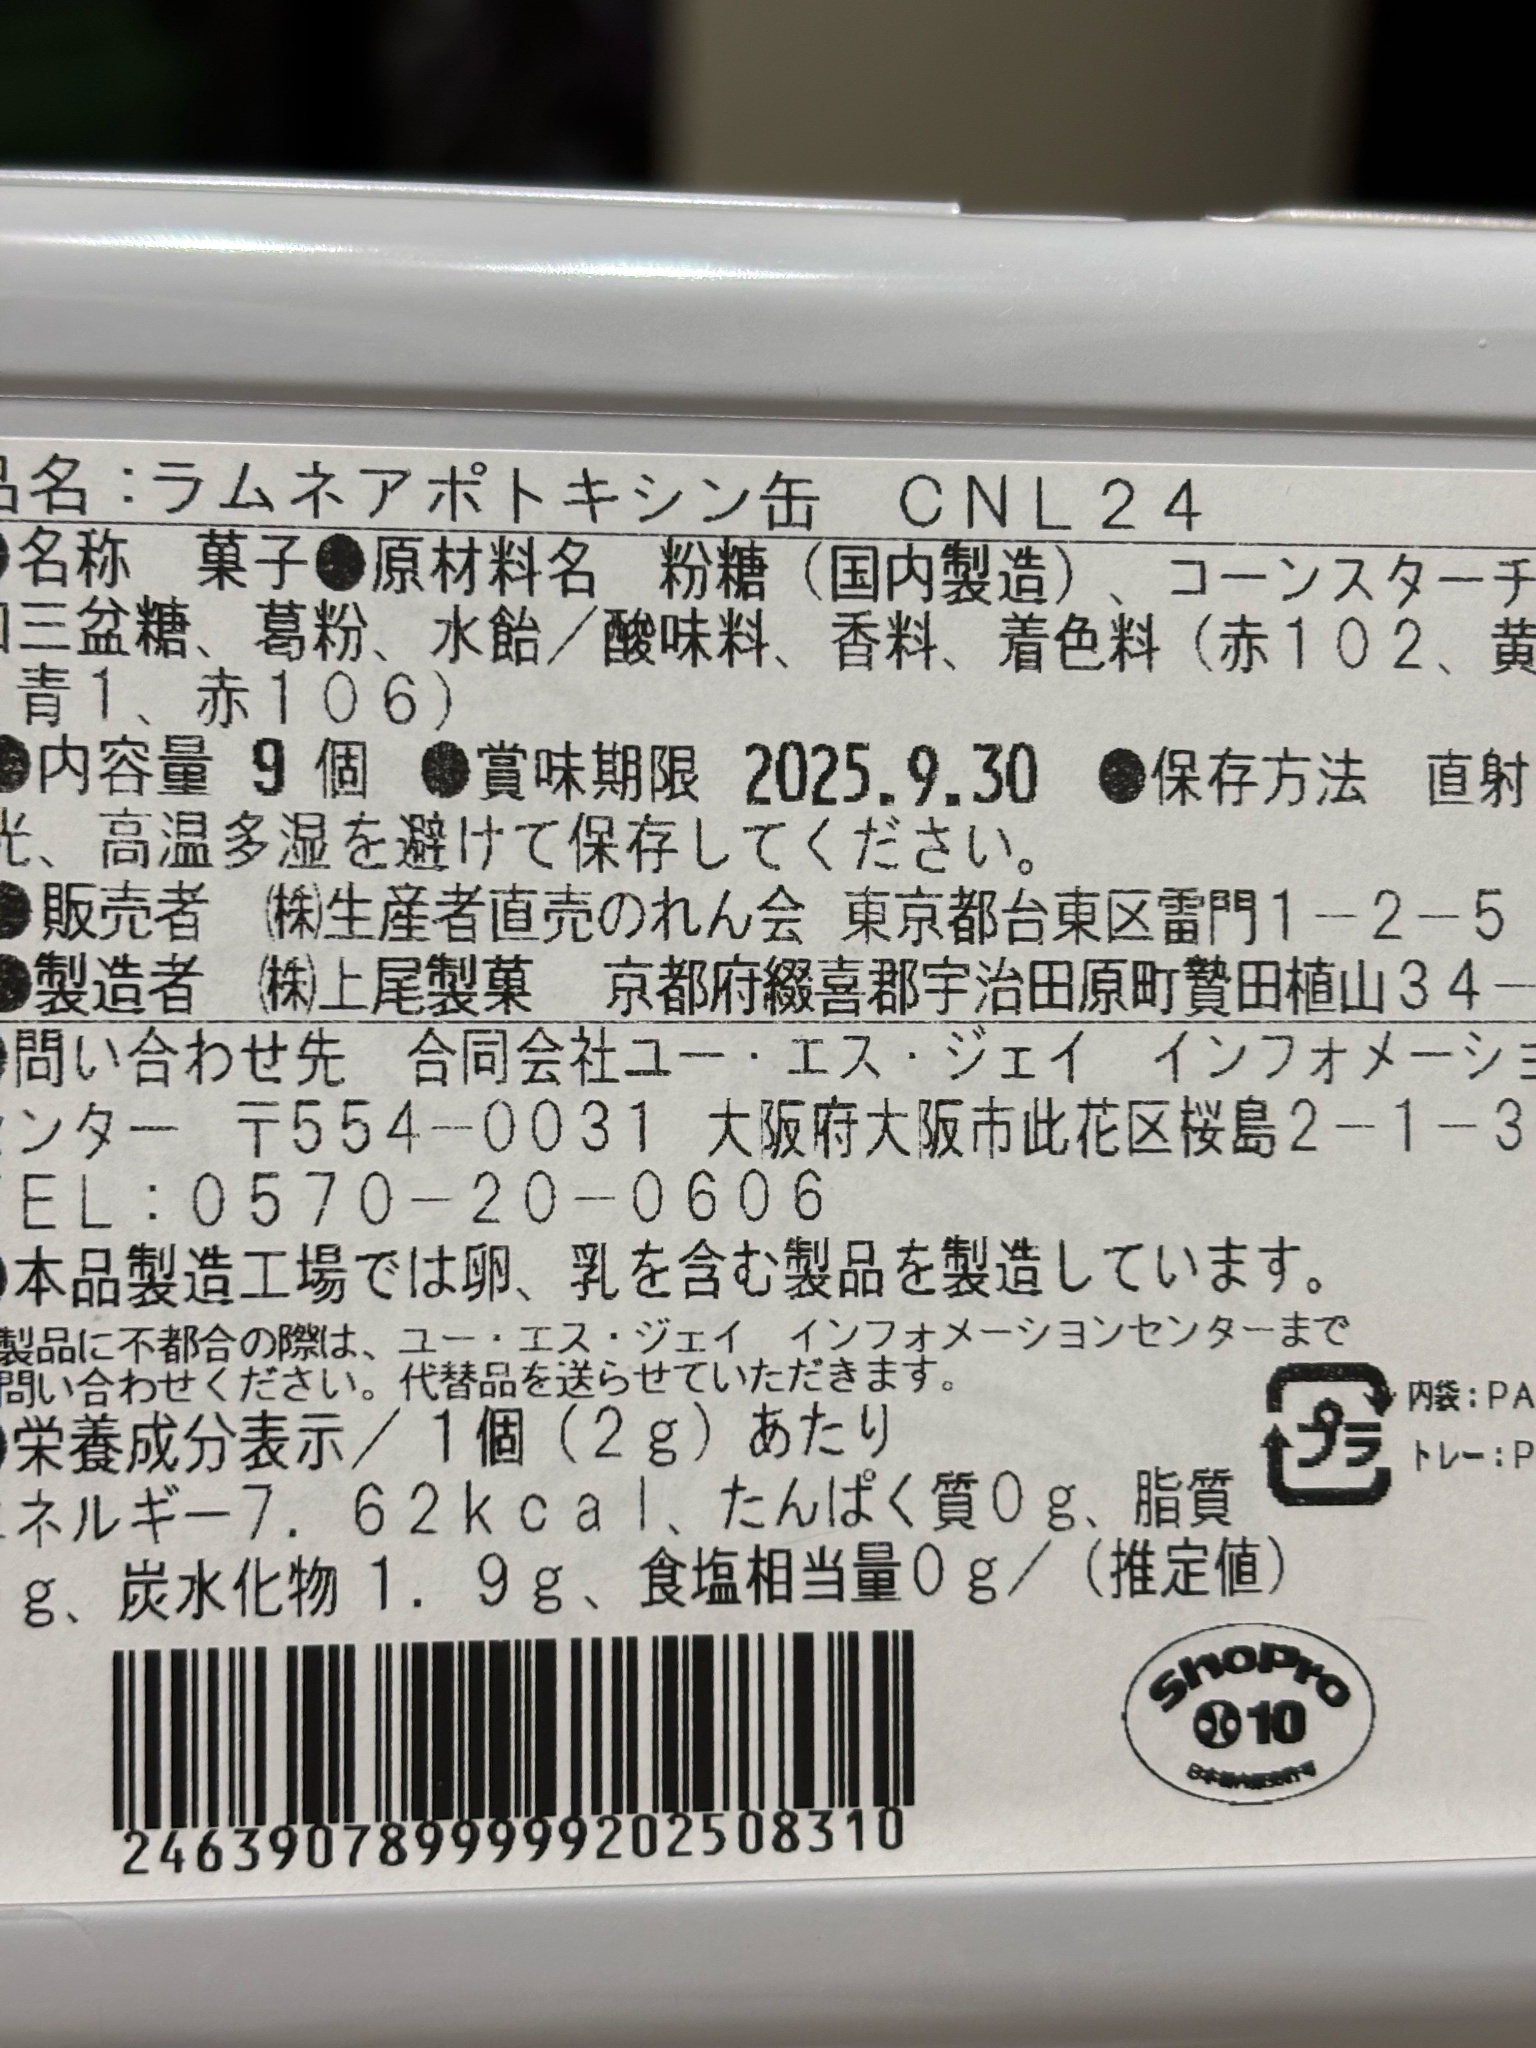 品名：ラムネアポトキシン缶　ＣＮＬ２４
●名称　菓子●原材料名　粉糖（国内製造）、コーンスターチ
三盆糖、葛粉、水飴／酸味料、香料、着色料（赤１０２、黄
青１、赤１０６）
●内容量 9 個　●賞味期限 2025.9.30　●保存方法　直射
光、高温多湿を避けて保存してください。
●販売者　㈱生産者直売のれん会 東京都台東区雷門１－２－５
●製造者　㈱上尾製菓　京都府綴喜郡宇治田原町贄田植山３４－
●問い合わせ先　合同会社ユー・エス・ジェイ　インフォメーショ
ンター 〒５５４－００３１　大阪府大阪市此花区桜島２－１－３
ＴＥＬ：０５７０－２０－０６０６
●本品製造工場では卵、乳を含む製品を製造しています。
製品に不都合の際は、ユー・エス・ジェイ　インフォメーションセンターまで
問い合わせください。代替品を送らせていただきます。
プラ
内袋：ＰＡ
トレー：Ｐ
●栄養成分表示／１個（２ｇ）あたり
エネルギー７．６２ｋｃａｌ、たんぱく質０ｇ、脂質
ｇ、炭水化物１．９ｇ、食塩相当量０ｇ／（推定値）
ShoPro
10
2463907899999202508310